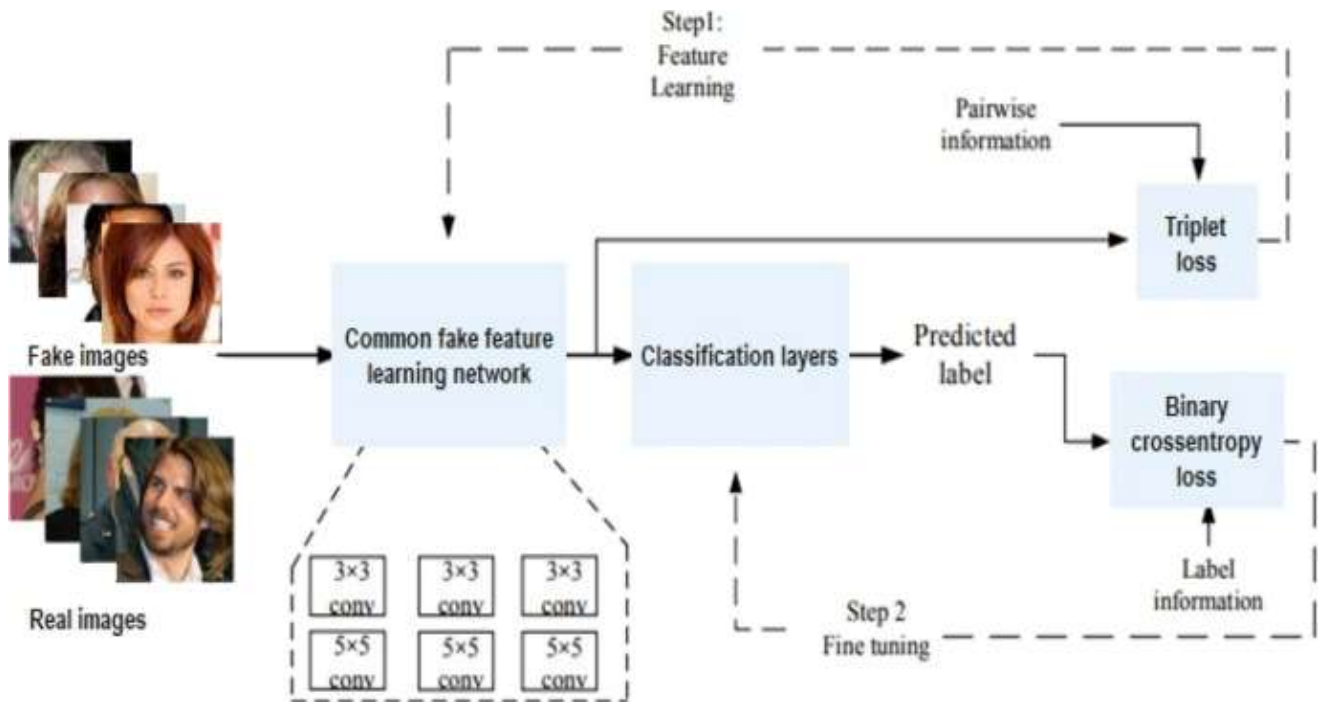 Step1:
Feature
Learning
Pairwise
information
Triplet
loss
Fake images
Common fake feature
learning network
Classification layers
Predicted
label
Binary
crossentropy
loss
3×3
conv
3×3
conv
3×3
conv
5×5
conv
5×5
conv
5×5
conv
Real images
Label
information
Step 2
Fine tuning